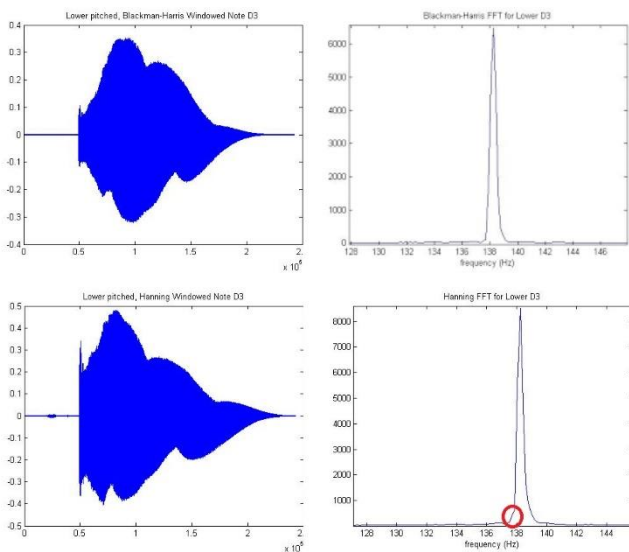 Lower pitched, Blackman-Harris Windowed Note D3
0.4
0.3
0.2
0.1
0
-0.1
-0.2
-0.3
-0.4
0 0.5 1 1.5 2 2.
x 10^6
Blackman-Harris FFT for Lower D3
6000
5000
4000
3000
2000
1000
0
128 130 132 134 136 138 140 142 144 146
frequency (Hz)
Lower pitched, Hanning Windowed Note D3
0.5
0.4
0.3
0.2
0.1
0
-0.1
-0.2
-0.3
-0.4
-0.5
0 0.5 1 1.5 2 2.
x 10^6
Hanning FFT for Lower D3
8000
7000
6000
5000
4000
3000
2000
1000
128 130 132 134 136 138 140 142 144
frequency (Hz)